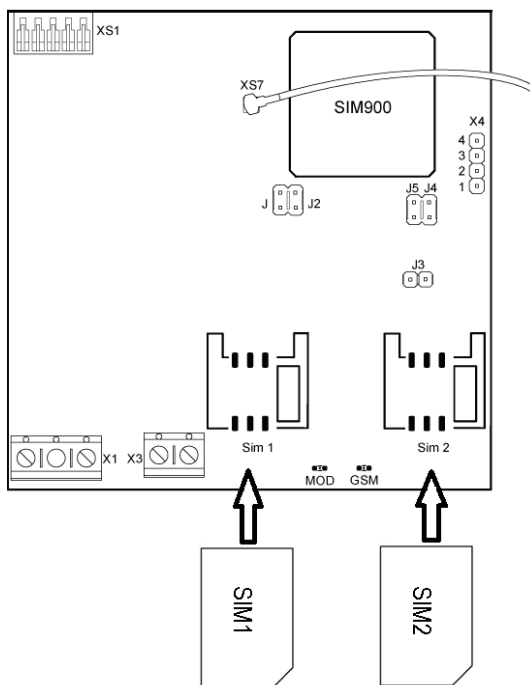 XS1
XS7
SIM900
X4
4
3
2
1
J
J2
J5 J4
J3
Sim 1
Sim 2
X1
X3
MOD
GSM
SIM1
SIM2